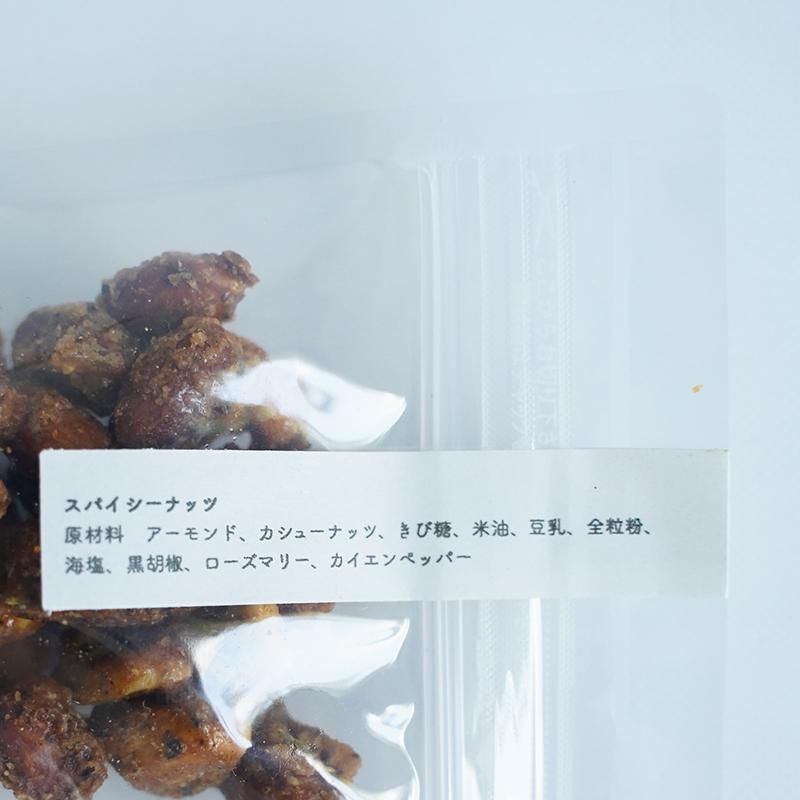 スパイシーナッツ
原材料　アーモンド、カシューナッツ、きび糖、米油、豆乳、全粒粉、
海塩、黒胡椒、ローズマリー、カイエンペッパー